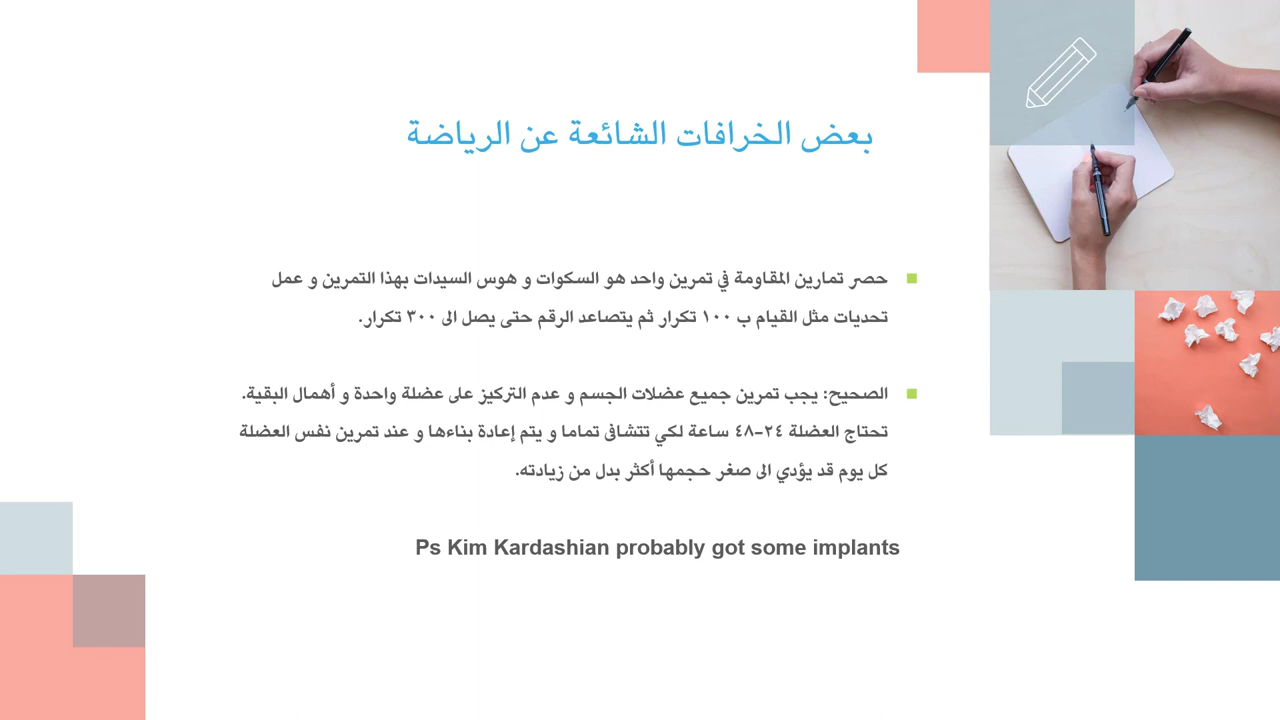 بعض الخرافات الشائعة عن الرياضة
حصر تمارين المقاومة في تمرين واحد هو السكوات و هوس السيدات بهذا التمرين و عمل
تحديات مثل القيام ب ١٠٠ تكرار ثم يتصاعد الرقم حتى يصل الى ٣٠٠ تكرار.
الصحيح: يجب تمرين جميع عضلات الجسم و عدم التركيز على عضلة واحدة و أهمال البقية.
تحتاج العضلة ٢٤-٤٨ ساعة لكي تتشافى تماما و يتم إعادة بناءها و عند تمرين نفس العضلة
كل يوم قد يؤدي الى صغر حجمها أكثر بدل من زيادته.
Ps Kim Kardashian probably got some implants